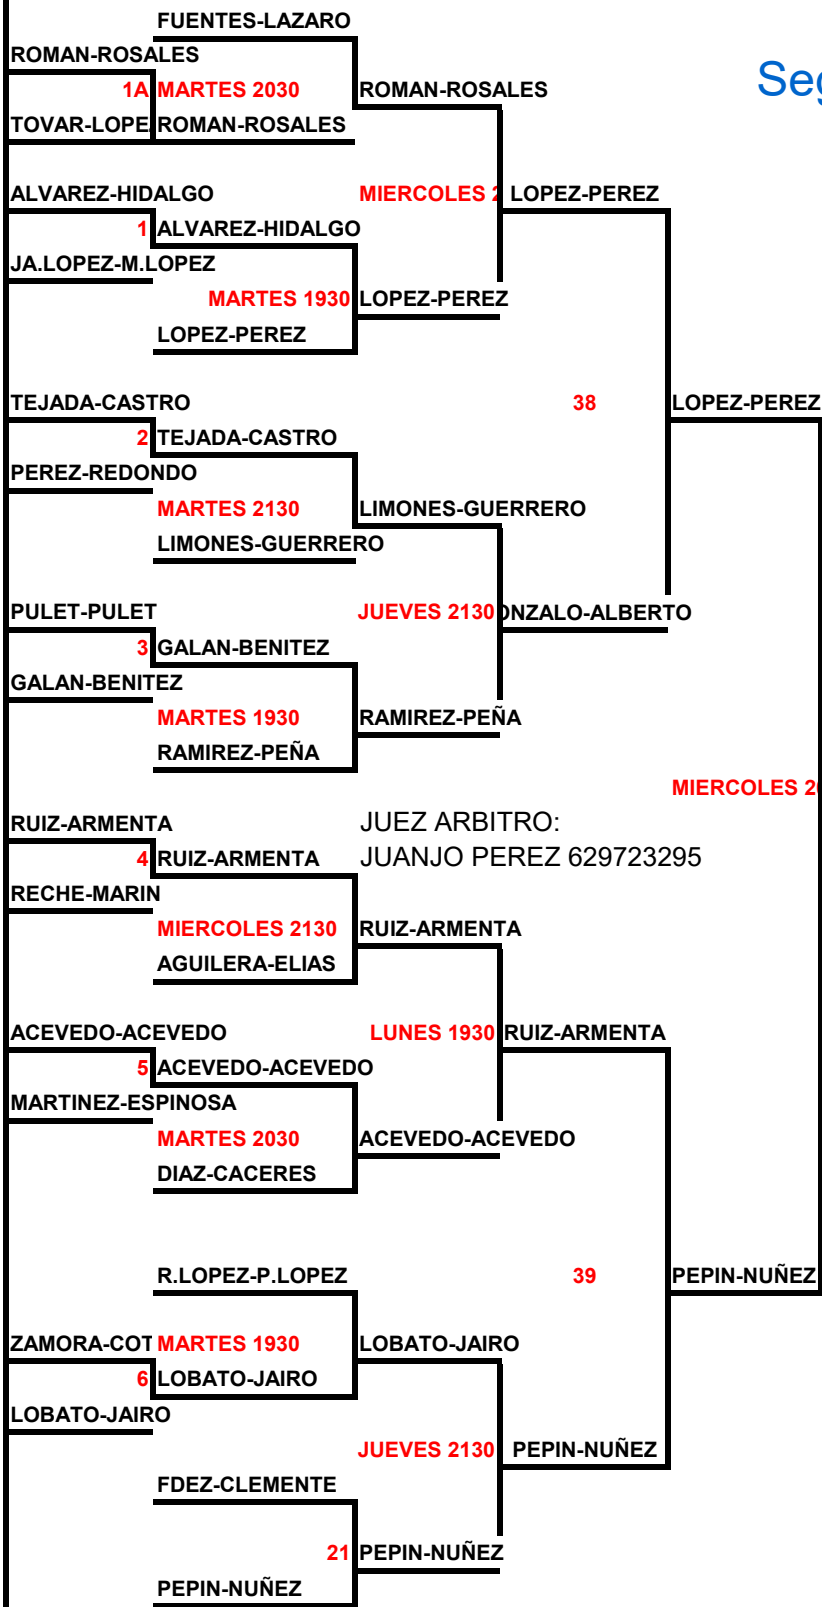 FUENTES-LAZARO
ROMAN-ROSALES
1A MARTES 2030 ROMAN-ROSALES
TOVAR-LOPE ROMAN-ROSALES
ALVAREZ-HIDALGO MIERCOLES LOPEZ-PEREZ
1 ALVAREZ-HIDALGO
JA.LOPEZ-M.LOPEZ
MARTES 1930 LOPEZ-PEREZ
LOPEZ-PEREZ
TEJADA-CASTRO 38 LOPEZ-PEREZ
2 TEJADA-CASTRO
PEREZ-REDONDO
MARTES 2130 LIMONES-GUERRERO
LIMONES-GUERRERO
PULET-PULET JUEVES 2130 ONZALO-ALBERTO
3 GALAN-BENITEZ
GALAN-BENITEZ
MARTES 1930 RAMIREZ-PEÑA
RAMIREZ-PEÑA
MIERCOLES
RUIZ-ARMENTA JUEZ ARBITRO:
4 RUIZ-ARMENTA JUANJO PEREZ 629723295
RECHE-MARIN
MIERCOLES 2130 RUIZ-ARMENTA
AGUILERA-ELIAS
ACEVEDO-ACEVEDO LUNES 1930 RUIZ-ARMENTA
5 ACEVEDO-ACEVEDO
MARTINEZ-ESPINOSA
MARTES 2030 ACEVEDO-ACEVEDO
DIAZ-CACERES
R.LOPEZ-P.LOPEZ 39 PEPIN-NUÑEZ
ZAMORA-COT MARTES 1930 LOBATO-JAIRO
6 LOBATO-JAIRO
LOBATO-JAIRO
JUEVES 2130 PEPIN-NUÑEZ
FDEZ-CLEMENTE
21 PEPIN-NUÑEZ
PEPIN-NUÑEZ